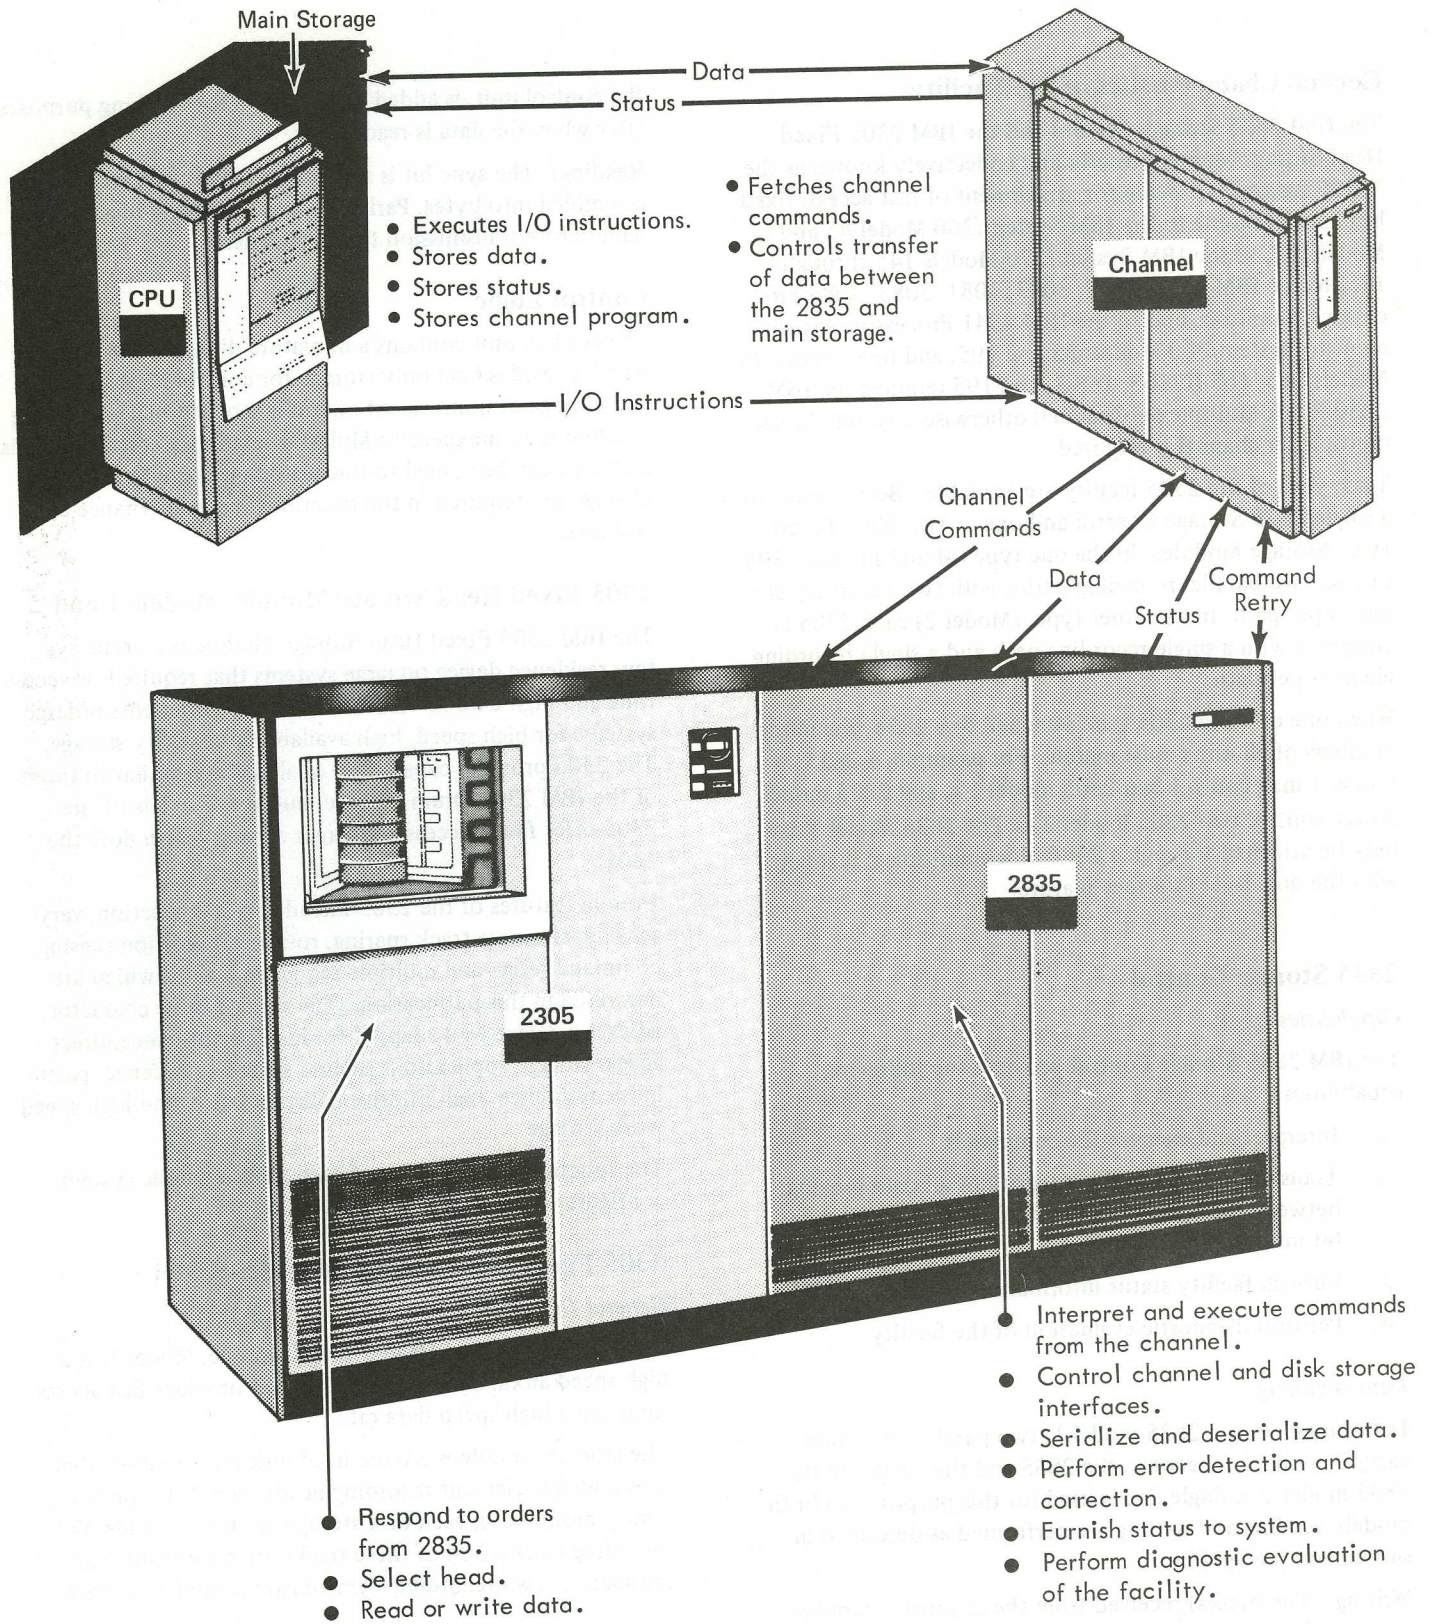 Main Storage
Data
Status
CPU
• Executes I/O instructions.
• Stores data.
• Stores status.
• Stores channel program.
• Fetches channel
commands.
• Controls transfer
of data between
the 2835 and
main storage.
Channel
I/O Instructions
Channel
Commands
Data
Status
Command
Retry
2835
2305
• Respond to orders
from 2835.
• Select head.
• Read or write data.
• Interpret and execute commands
from the channel.
• Control channel and disk storage
interfaces.
• Serialize and deserialize data.
• Perform error detection and
correction.
• Furnish status to system.
• Perform diagnostic evaluation
of the facility.